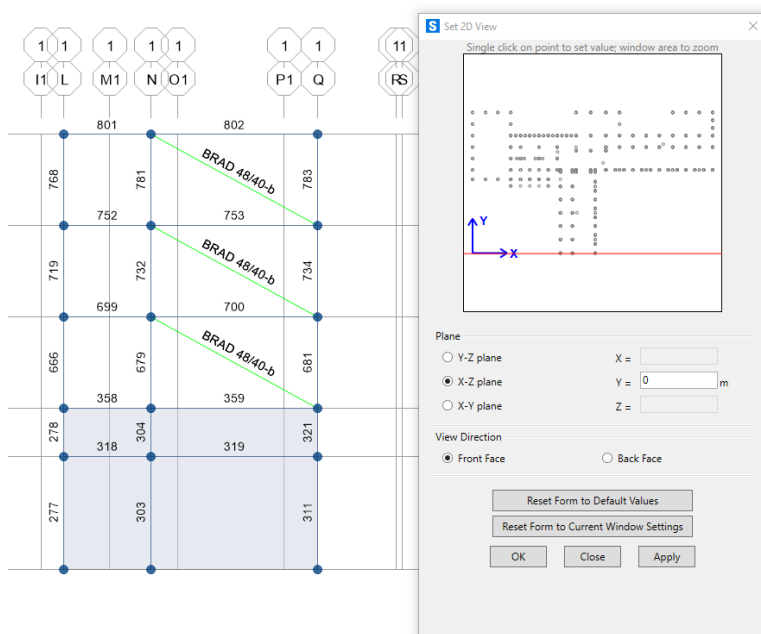 1 1 1 1 1 1 1 11
I1 L M1 N O1 P1 Q RS
801 802
768 781 BRAD 48/40-b 783
752 753
719 732 BRAD 48/40-b 734
699 700
666 679 BRAD 48/40-b 681
358 359
278 304 321
318 319
277 303 311
S Set 2D View
Single click on point to set value; window area to zoom
Y
X
Plane
Y-Z plane X =
X-Z plane Y = 0 m
X-Y plane Z =
View Direction
Front Face Back Face
Reset Form to Default Values
Reset Form to Current Window Settings
OK Close Apply